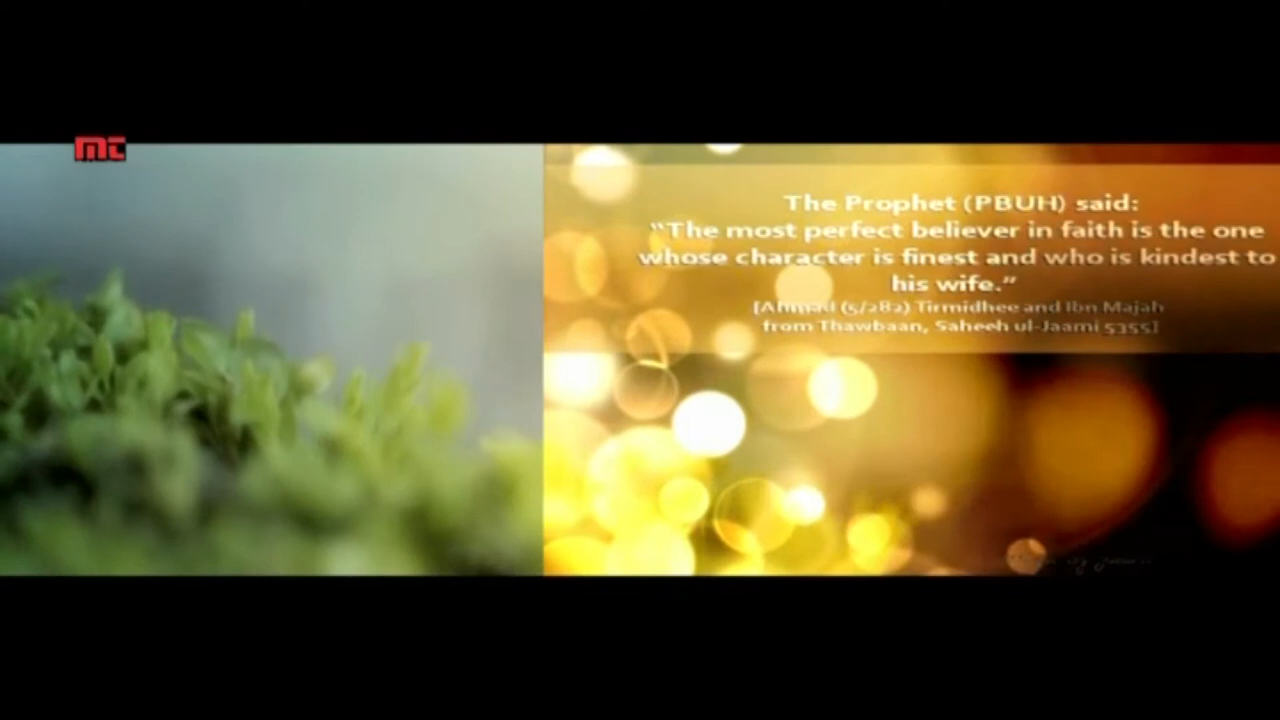 MT
The Prophet (PBUH) said:
“The most perfect believer in faith is the one
whose character is finest and who is kindest to
his wife.”
[Ahmad (5/282) Tirmidhee and Ibn Majah
from Thawbaan, Saheeh ul-Jaami 5355]